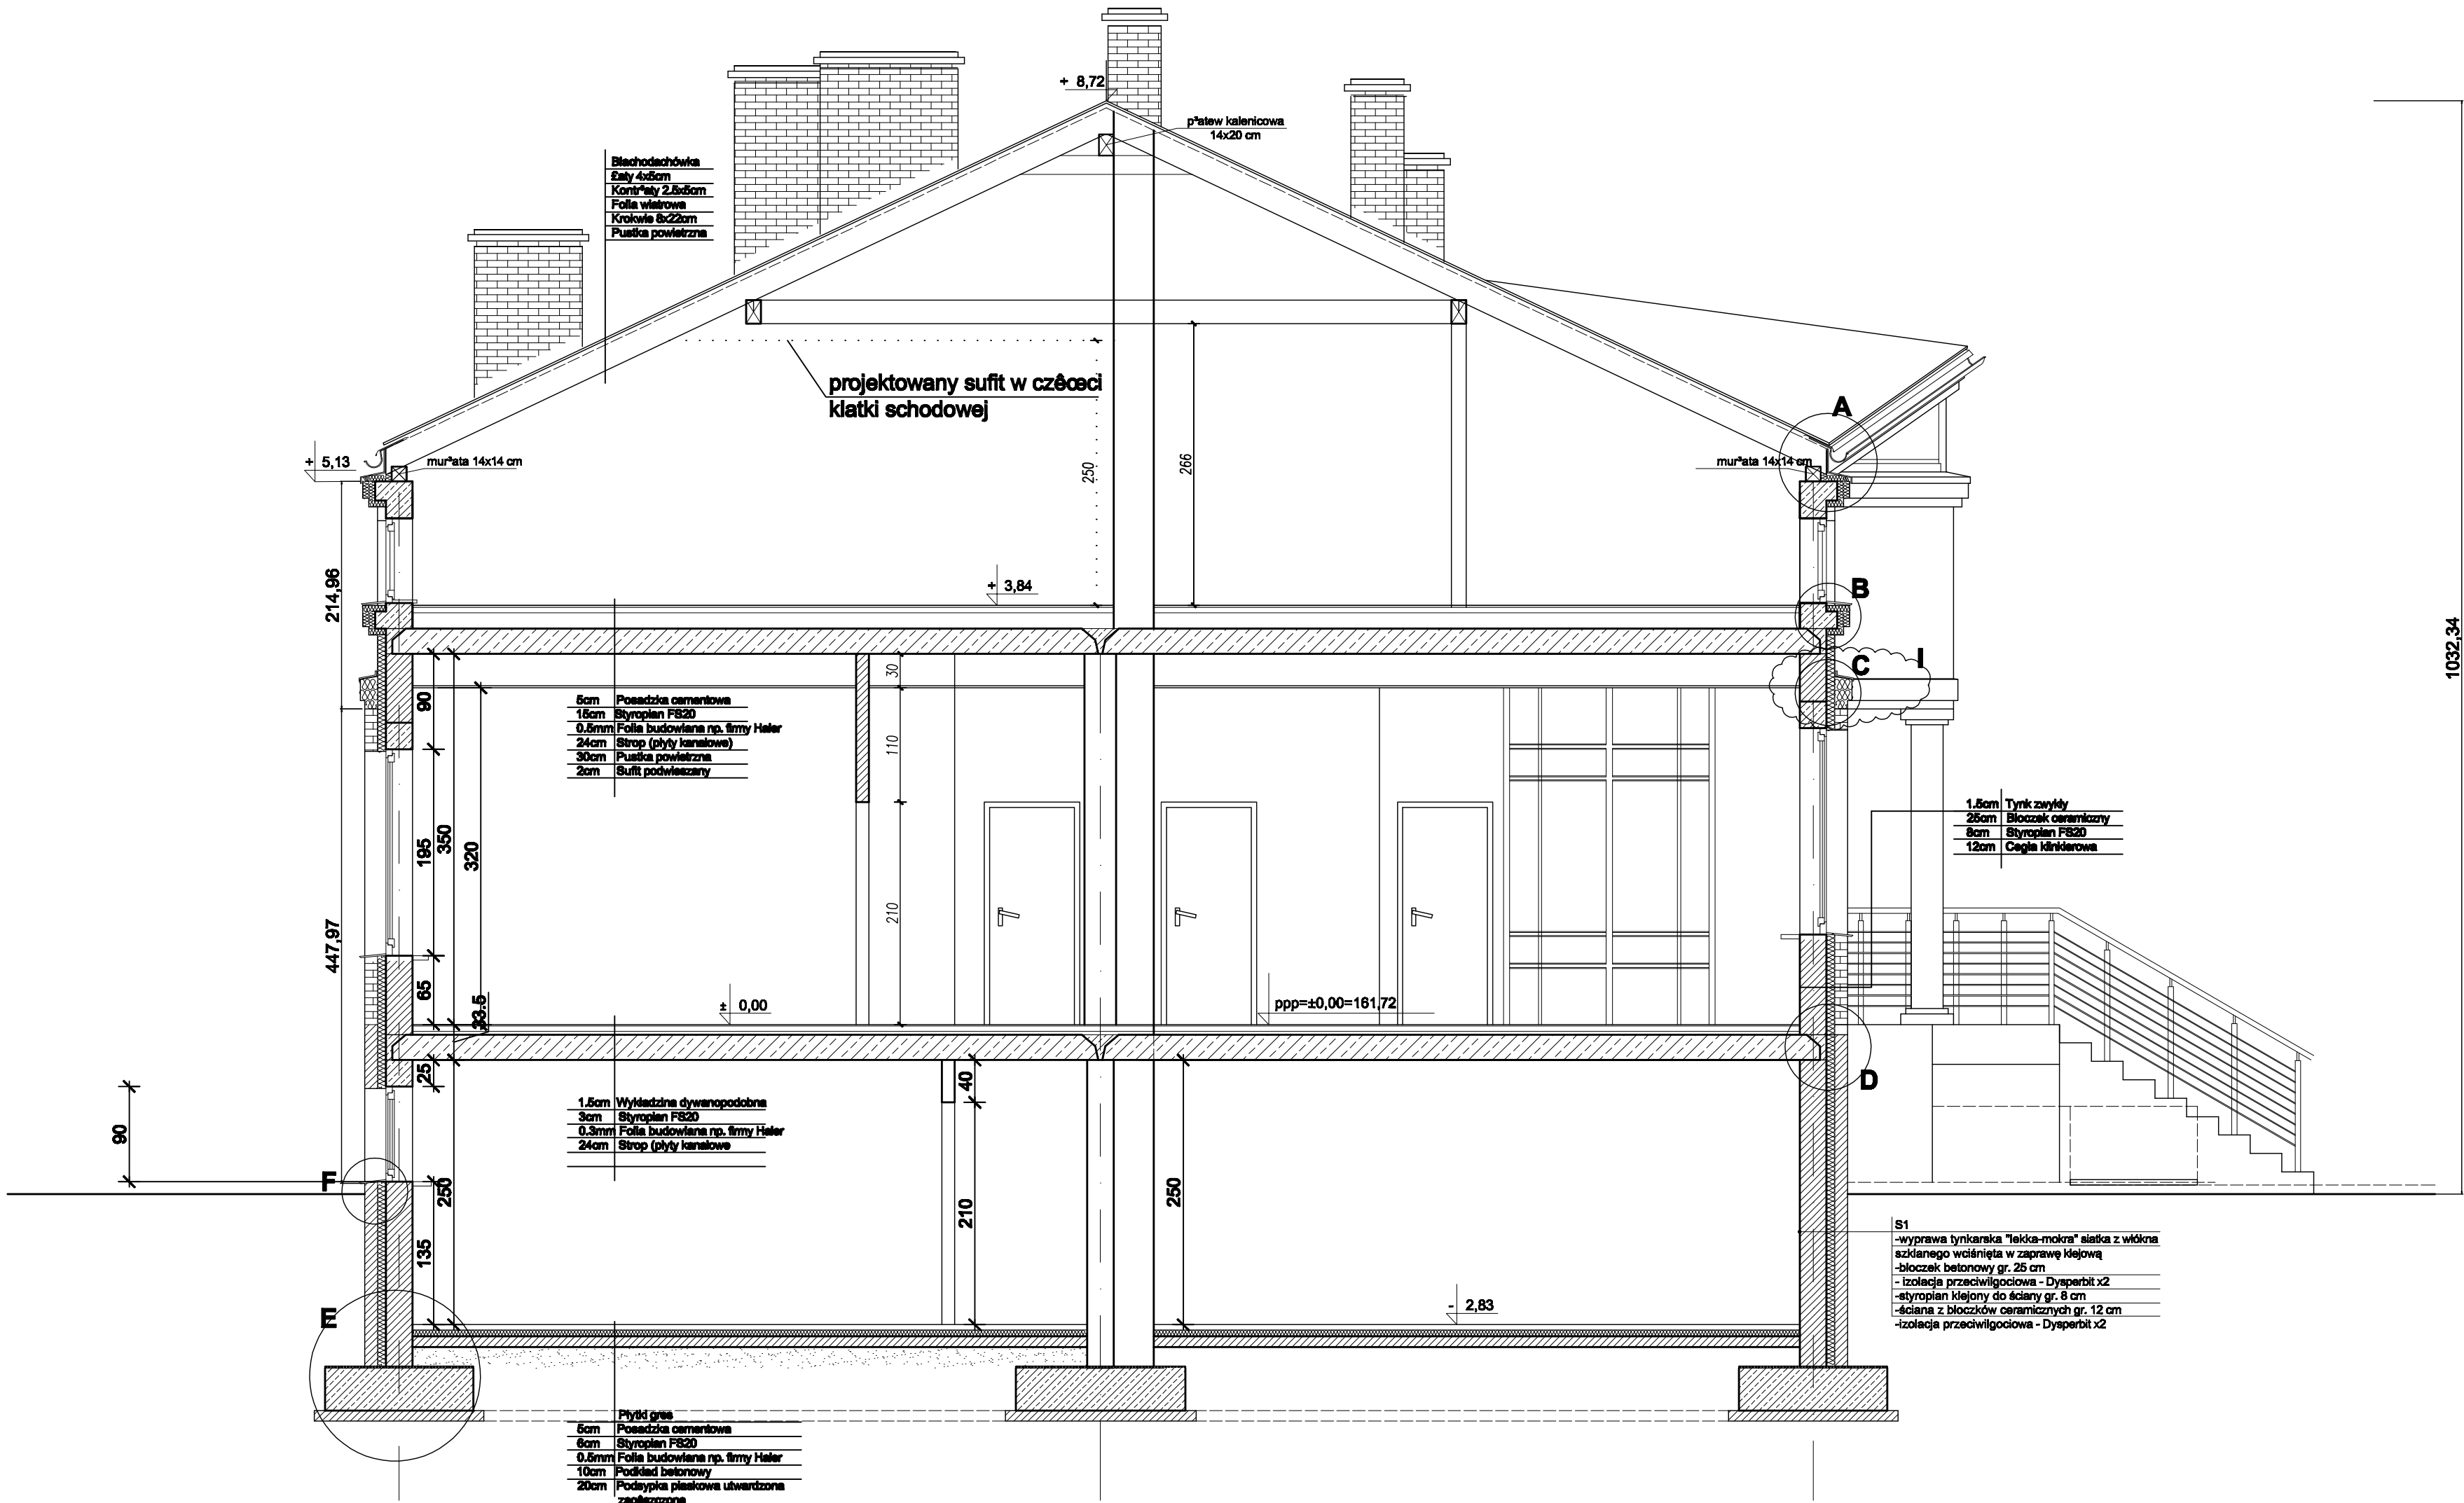 + 8,72
p³atew kalenicowa
14x20 cm
Blachodachówka
£aty 4x5cm
Kontr³aty 2.5x5cm
Folia wiatrowa
Krokwie 8x22cm
Pustka powietrzna
projektowany sufit w czêœci
klatki schodowej
A
+ 5,13
mur³ata 14x14 cm
mur³ata 14x14 cm
250
266
214,96
+ 3,84
B
1032,34
I
C
30
90
5cm Posadzka cementowa
15cm Styropian FS20
0.5mm Folia budowlana np. firmy Haler
24cm Strop (płyty kanalowe)
30cm Pustka powietrzna
2cm Sufit podwieszany
110
195
350
320
1.5cm Tynk zwykły
25cm Bloczek ceramiczny
8cm Styropian FS20
12cm Cegła klinkierowa
210
447,97
65
33.5
± 0,00
ppp=±0,00=161,72
25
40
D
90
1.5cm Wykładzina dywanopodobna
3cm Styropian FS20
0.3mm Folia budowlana np. firmy Haler
24cm Strop (płyty kanalowe
F
250
210
250
135
S1
-wyprawa tynkarska "lekka-mokra" siatka z włókna
szklanego wciśnięta w zaprawę klejową
-bloczek betonowy gr. 25 cm
- izolacja przeciwilgociowa - Dysperbit x2
-styropian klejony do ściany gr. 8 cm
-ściana z bloczków ceramicznych gr. 12 cm
-izolacja przeciwilgociowa - Dysperbit x2
- 2,83
E
Płytki gres
5cm Posadzka cementowa
6cm Styropian FS20
0.5mm Folia budowlana np. firmy Haler
10cm Podkład betonowy
20cm Podsypka piaskowa utwardzona